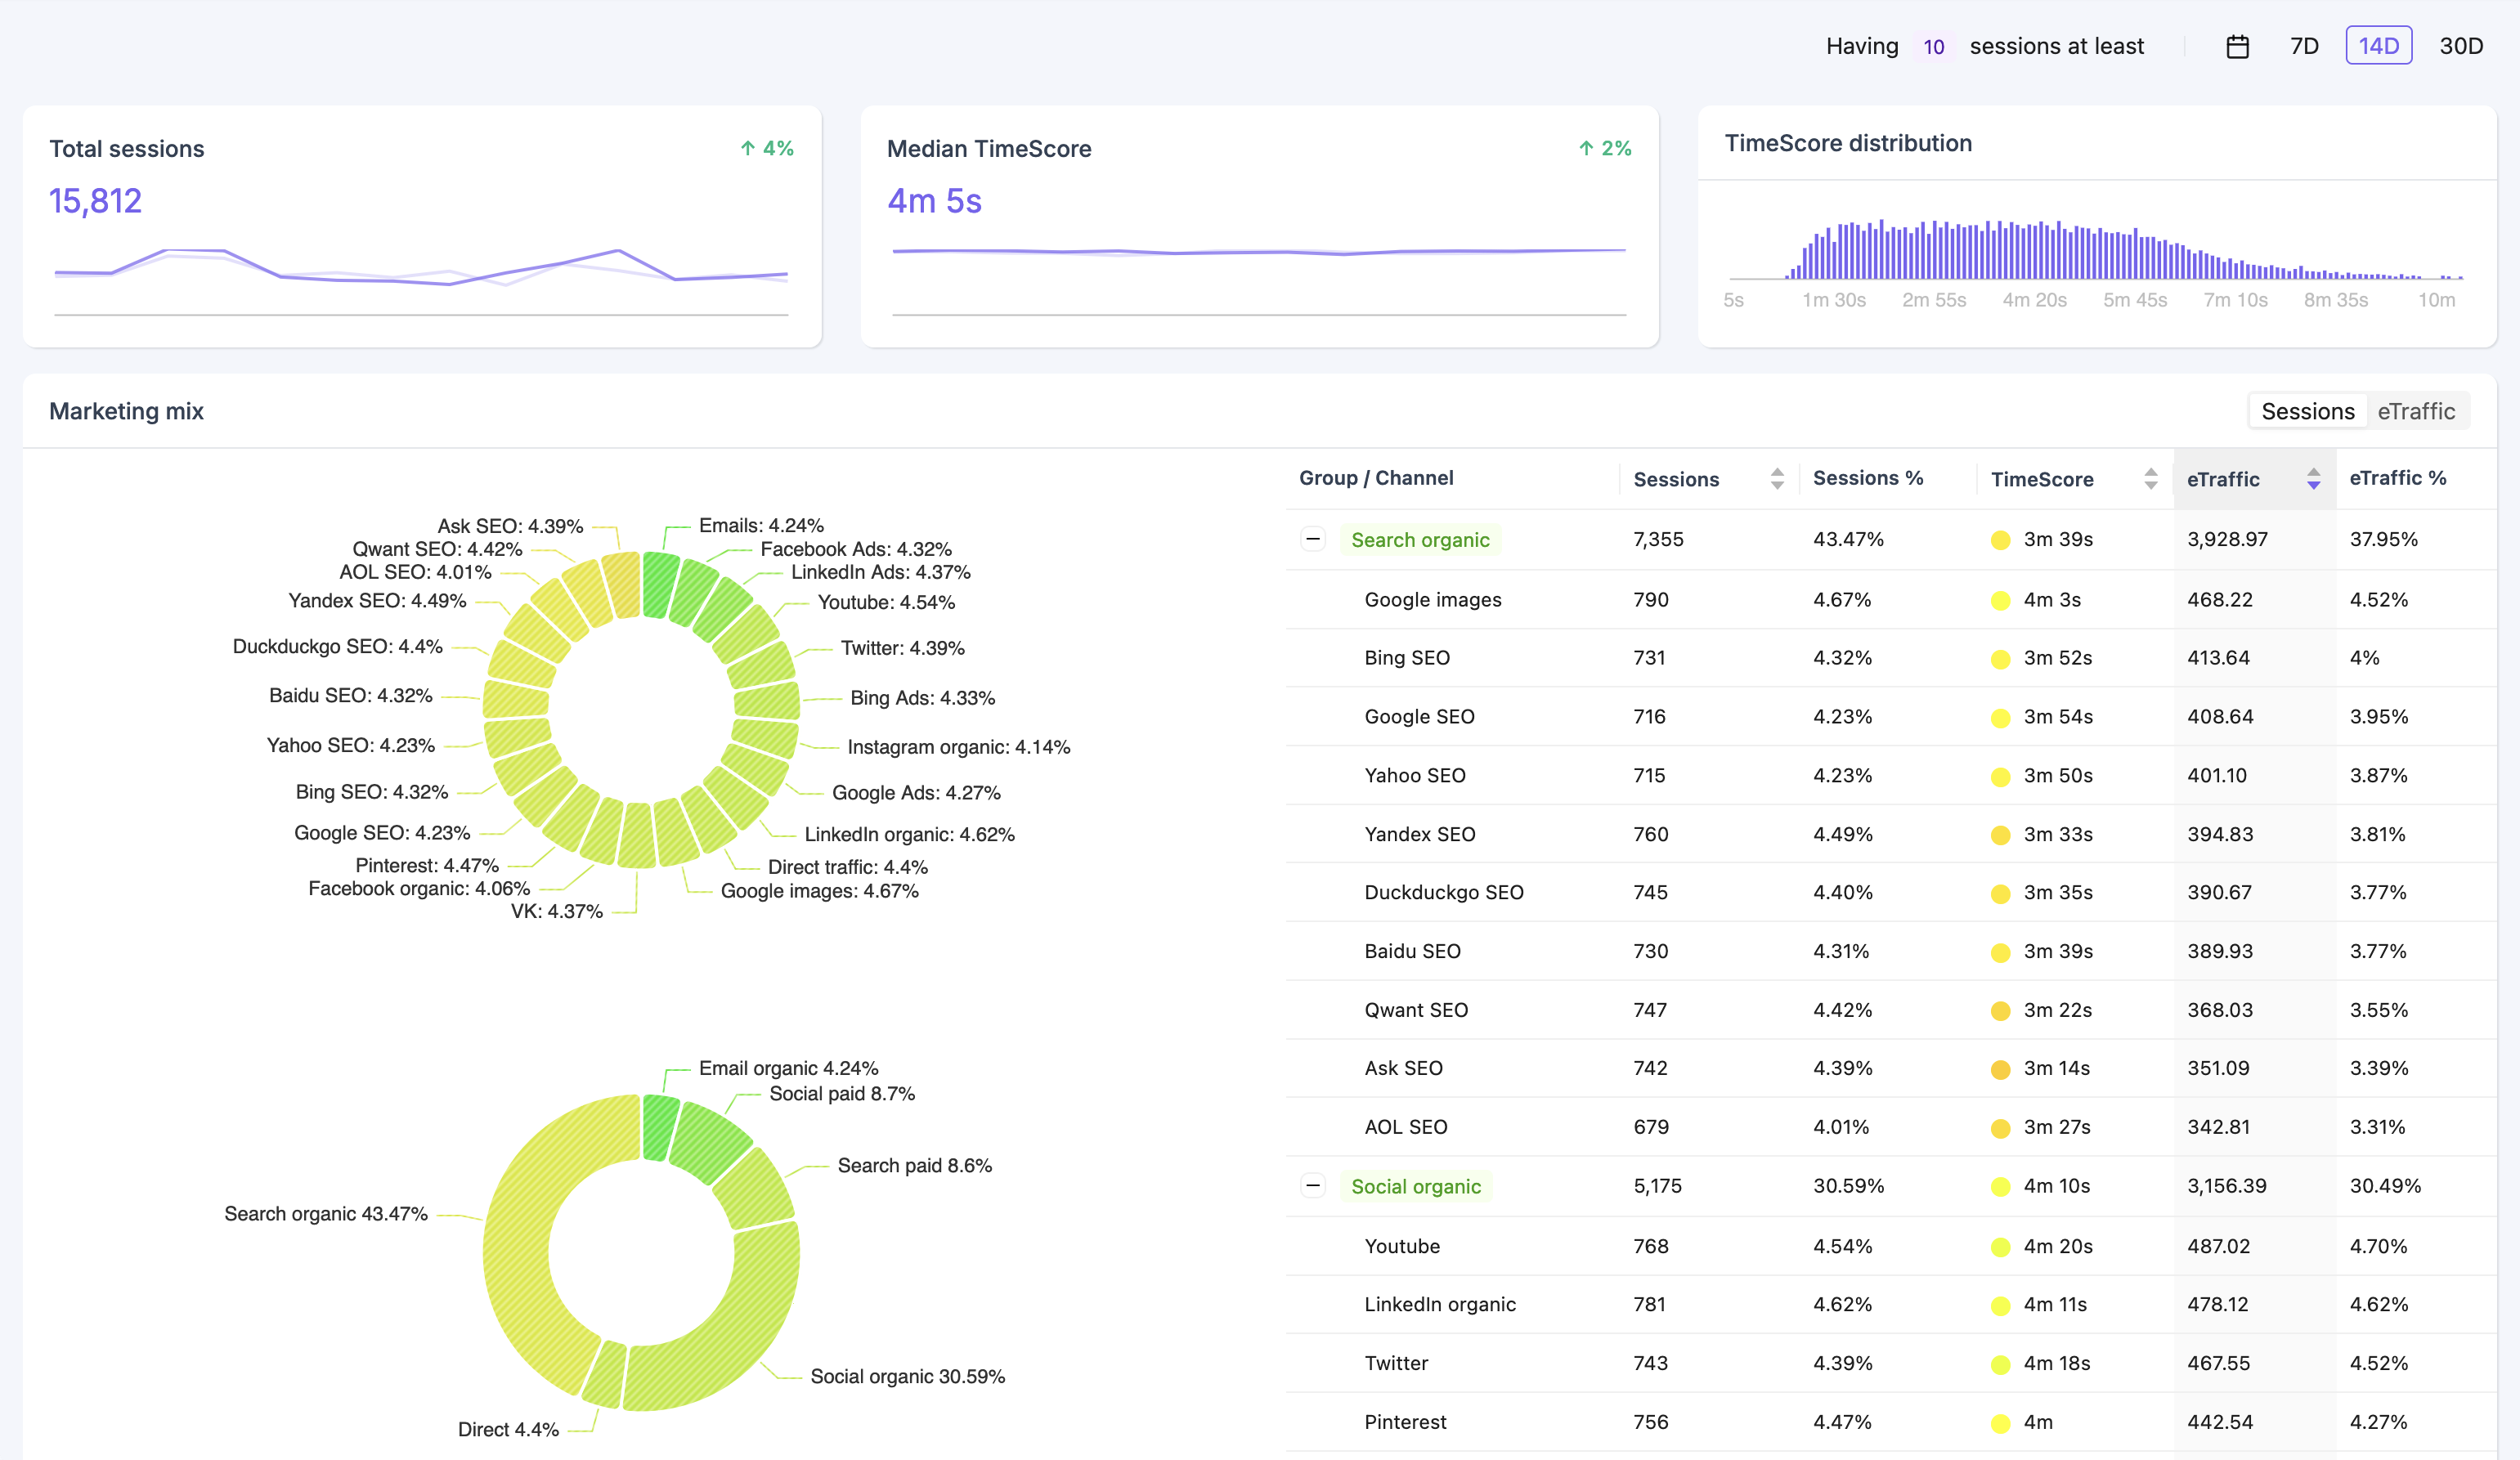 Having 10 sessions at least 7D 14D 30D
Total sessions ↑ 4%
15,812
Median TimeScore ↑ 2%
4m 5s
TimeScore distribution
5s 1m 30s 2m 55s 4m 20s 5m 45s 7m 10s 8m 35s 10m
Marketing mix
Sessions eTraffic
Ask SEO: 4.39%
Qwant SEO: 4.42%
AOL SEO: 4.01%
Yandex SEO: 4.49%
Duckduckgo SEO: 4.4%
Baidu SEO: 4.32%
Yahoo SEO: 4.23%
Bing SEO: 4.32%
Google SEO: 4.23%
Pinterest: 4.47%
Facebook organic: 4.06%
VK: 4.37%
Emails: 4.24%
Facebook Ads: 4.32%
LinkedIn Ads: 4.37%
Youtube: 4.54%
Twitter: 4.39%
Bing Ads: 4.33%
Instagram organic: 4.14%
Google Ads: 4.27%
LinkedIn organic: 4.62%
Direct traffic: 4.4%
Google images: 4.67%
Email organic 4.24%
Social paid 8.7%
Search paid 8.6%
Search organic 43.47%
Social organic 30.59%
Direct 4.4%
Group / Channel Sessions Sessions % TimeScore eTraffic eTraffic %
Search organic 7,355 43.47% 3m 39s 3,928.97 37.95%
Google images 790 4.67% 4m 3s 468.22 4.52%
Bing SEO 731 4.32% 3m 52s 413.64 4%
Google SEO 716 4.23% 3m 54s 408.64 3.95%
Yahoo SEO 715 4.23% 3m 50s 401.10 3.87%
Yandex SEO 760 4.49% 3m 33s 394.83 3.81%
Duckduckgo SEO 745 4.40% 3m 35s 390.67 3.77%
Baidu SEO 730 4.31% 3m 39s 389.93 3.77%
Qwant SEO 747 4.42% 3m 22s 368.03 3.55%
Ask SEO 742 4.39% 3m 14s 351.09 3.39%
AOL SEO 679 4.01% 3m 27s 342.81 3.31%
Social organic 5,175 30.59% 4m 10s 3,156.39 30.49%
Youtube 768 4.54% 4m 20s 487.02 4.70%
LinkedIn organic 781 4.62% 4m 11s 478.12 4.62%
Twitter 743 4.39% 4m 18s 467.55 4.52%
Pinterest 756 4.47% 4m 442.54 4.27%